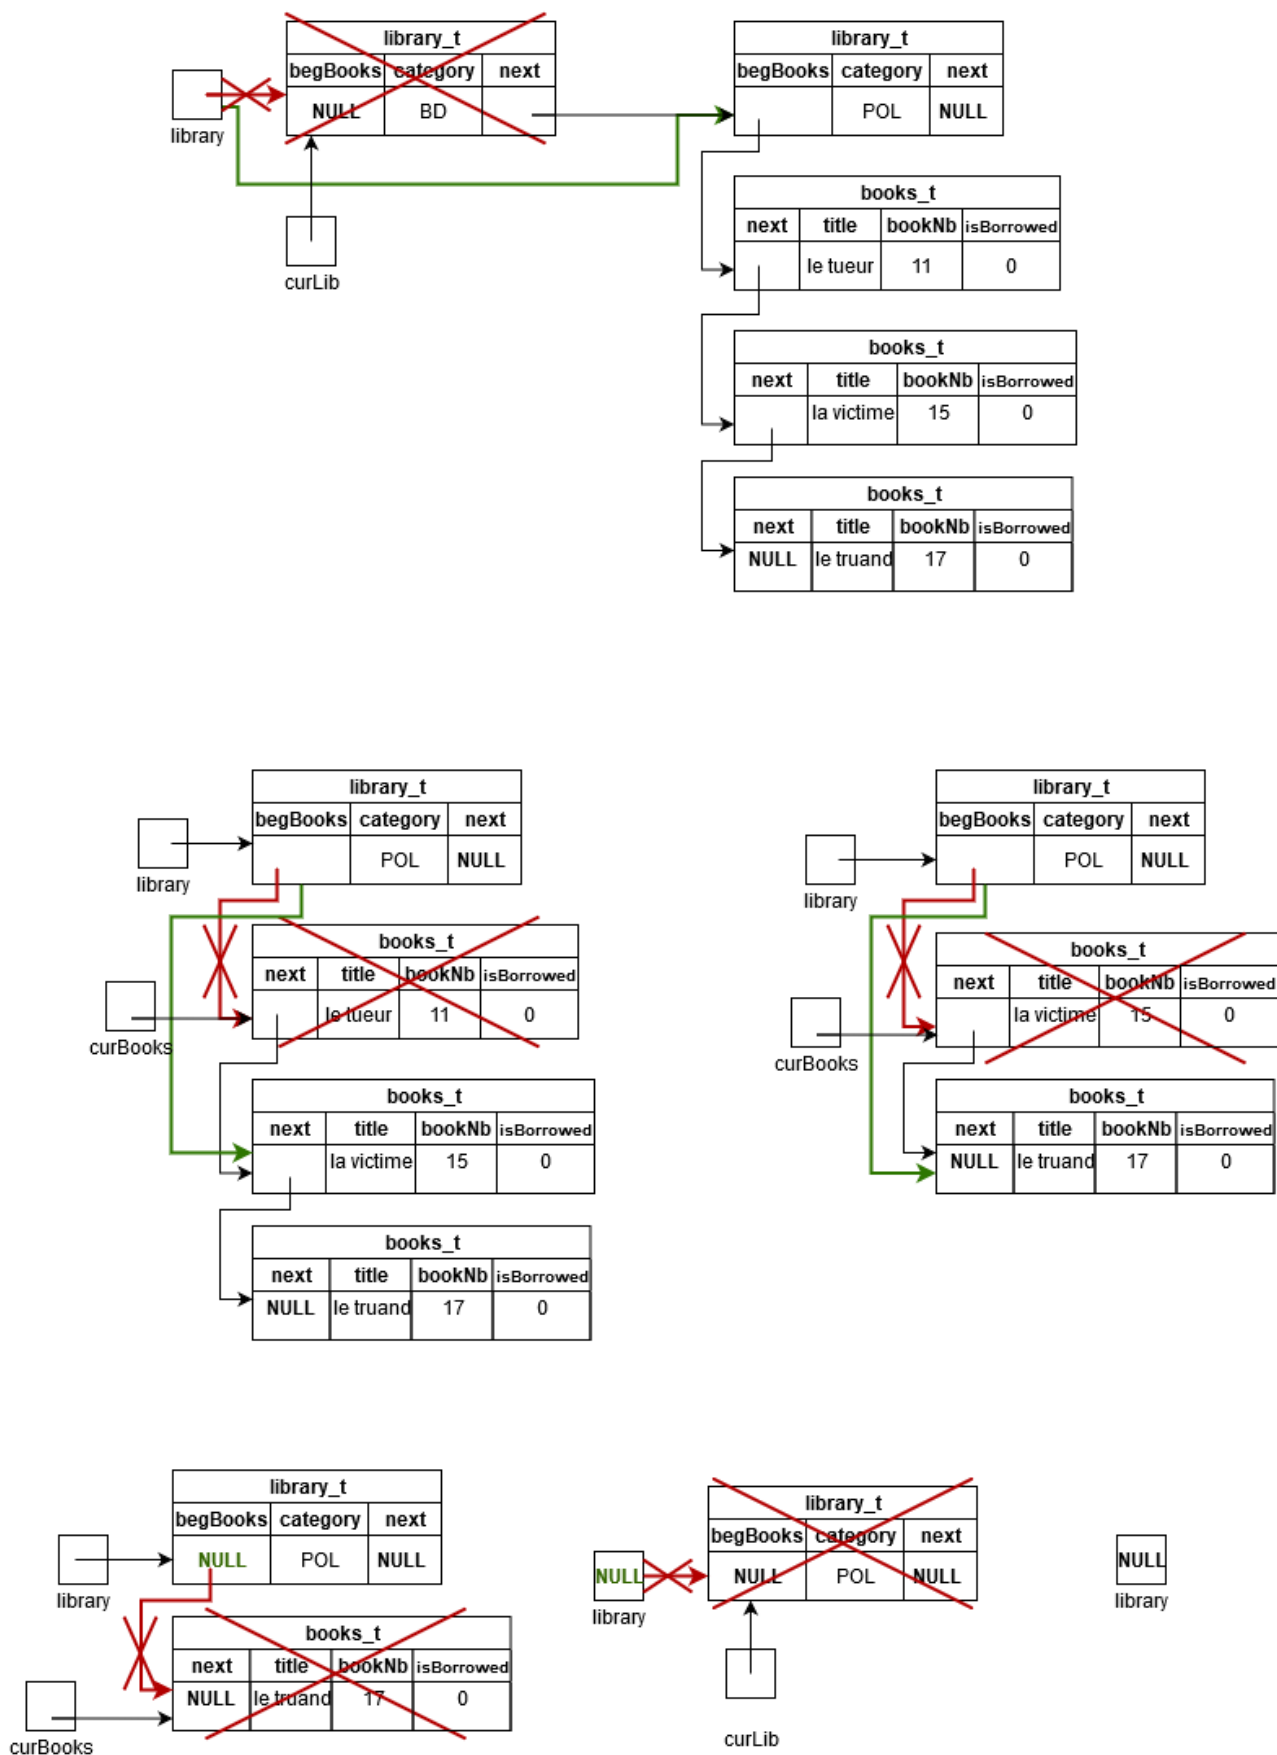 library_t
begBooks category next
NULL BD
library
curLib
library_t
begBooks category next
POL NULL
books_t
next title bookNb isBorrowed
le tueur 11 0
books_t
next title bookNb isBorrowed
la victime 15 0
books_t
next title bookNb isBorrowed
NULL le truand 17 0
library_t
begBooks category next
POL NULL
library
books_t
next title bookNb isBorrowed
le tueur 11 0
curBooks
books_t
next title bookNb isBorrowed
la victime 15 0
books_t
next title bookNb isBorrowed
NULL le truand 17 0
library_t
begBooks category next
POL NULL
library
books_t
next title bookNb isBorrowed
la victime 15 0
curBooks
books_t
next title bookNb isBorrowed
NULL le truand 17 0
library_t
begBooks category next
NULL POL NULL
library
books_t
next title bookNb isBorrowed
NULL le truand 17 0
curBooks
library_t
begBooks category next
NULL NULL POL NULL
library
curLib
NULL
library